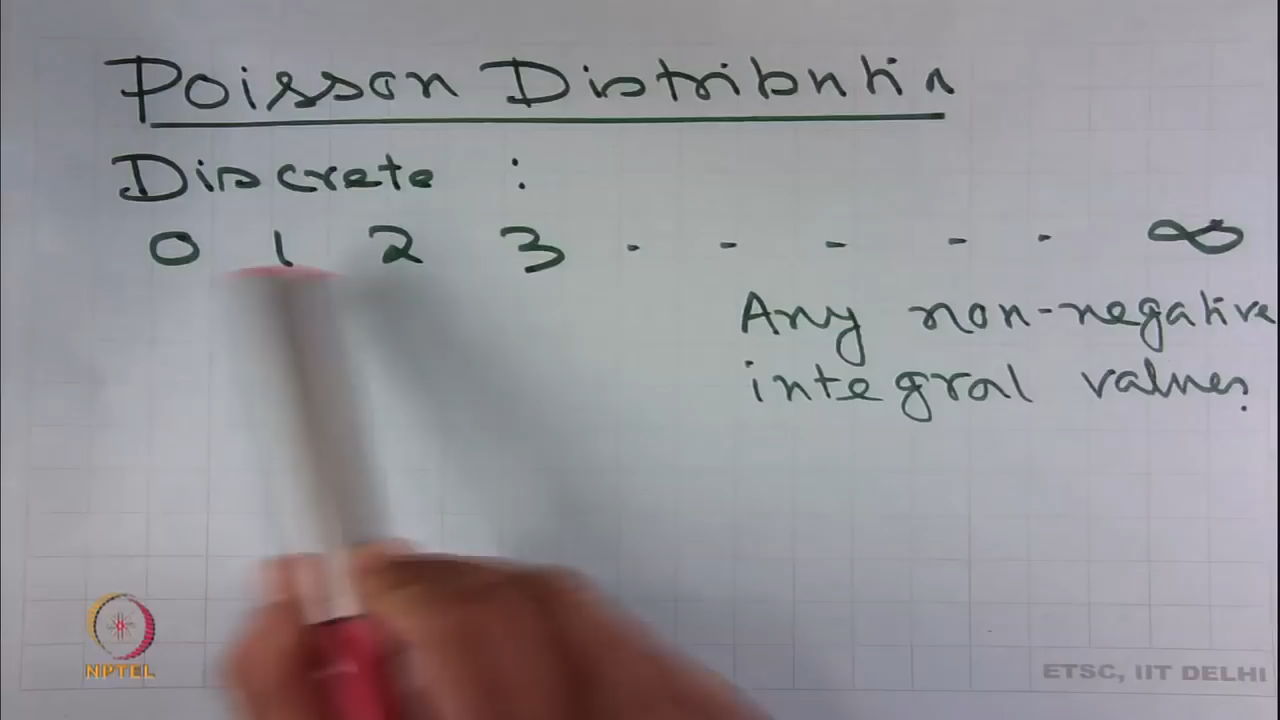 Poisson Distribution
Discrete :
0 1 2 3 . - - - . ∞
Any non-negative
integral values.
NPTEL
ETSC, IIT DELHI